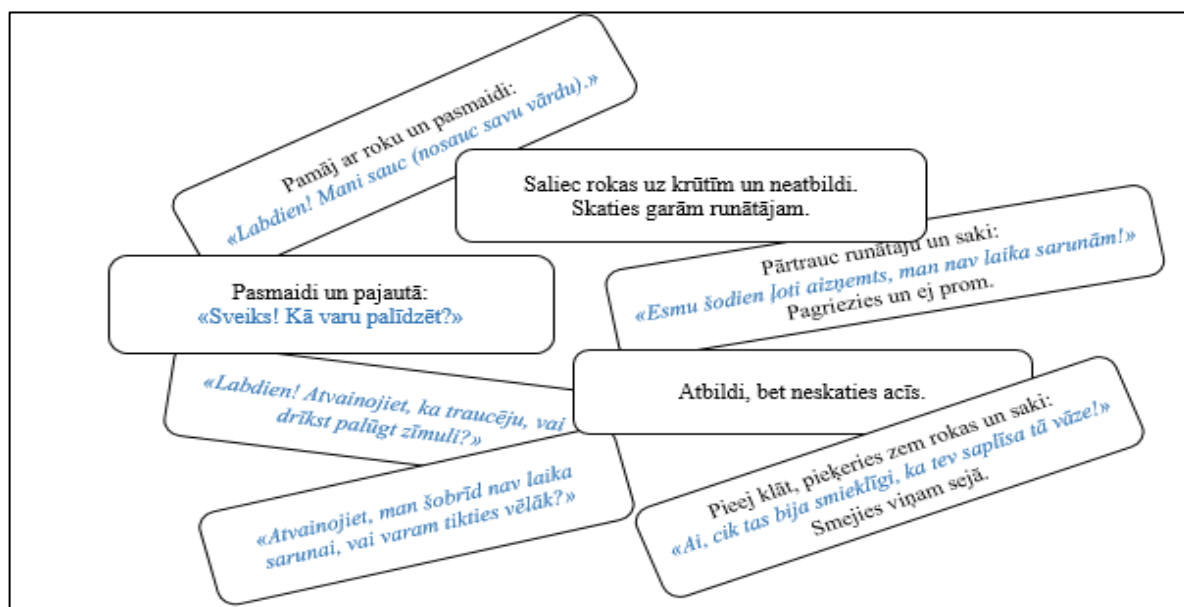 Pamāj ar roku un pasmaidi:
«Labdien! Mani sauc (nosauc savu vārdu).»
Saliec rokas uz krūtīm un neatbildi.
Skaties garām runātājam.
Pārtrauc runātāju un saki:
«Esmu šodien ļoti aizņemts, man nav laika sarunām!»
Pagriezies un ej prom.
Pasmaidi un pajautā:
«Sveiks! Kā varu palīdzēt?»
«Labdien! Atvainojiet, ka traucēju, vai
drīkst palūgt zīmuli?»
Atbildi, bet neskaties acīs.
«Atvainojiet, man šobrīd nav laika
sarunai, vai varam tikties vēlāk?»
Pieej klāt, pieķeries zem rokas un saki:
«Ai, cik tas bija smieklīgi, ka tev saplīsa tā vāze!»
Smejies viņam sejā.